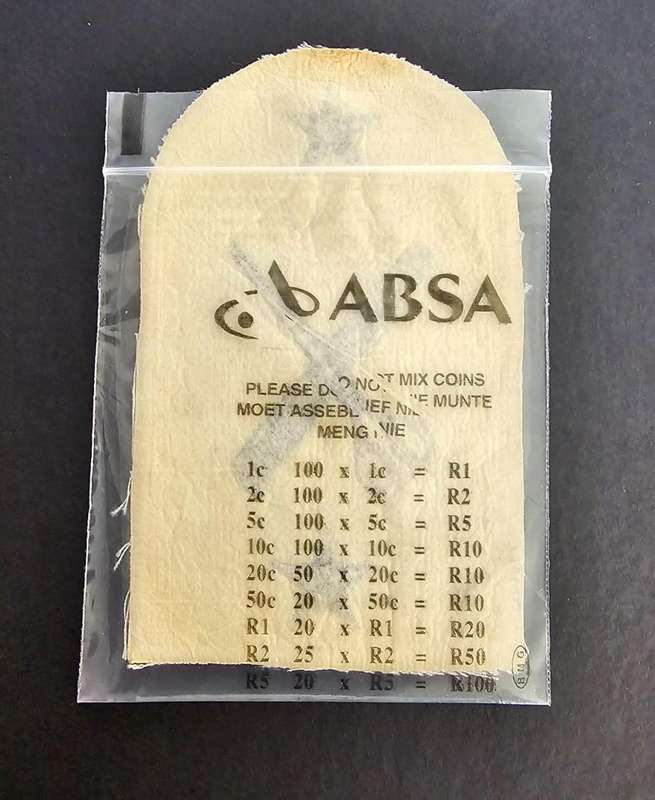 ABSA
PLEASE DO NOT MIX COINS
MOET ASSEBLIEF NIE MUNTE
MENG NIE
1c 100 x 1c = R1
2c 100 x 2c = R2
5c 100 x 5c = R5
10c 100 x 10c = R10
20c 50 x 20c = R10
50c 20 x 50c = R10
R1 20 x R1 = R20
R2 25 x R2 = R50
R5 20 x R5 = R100
BMG